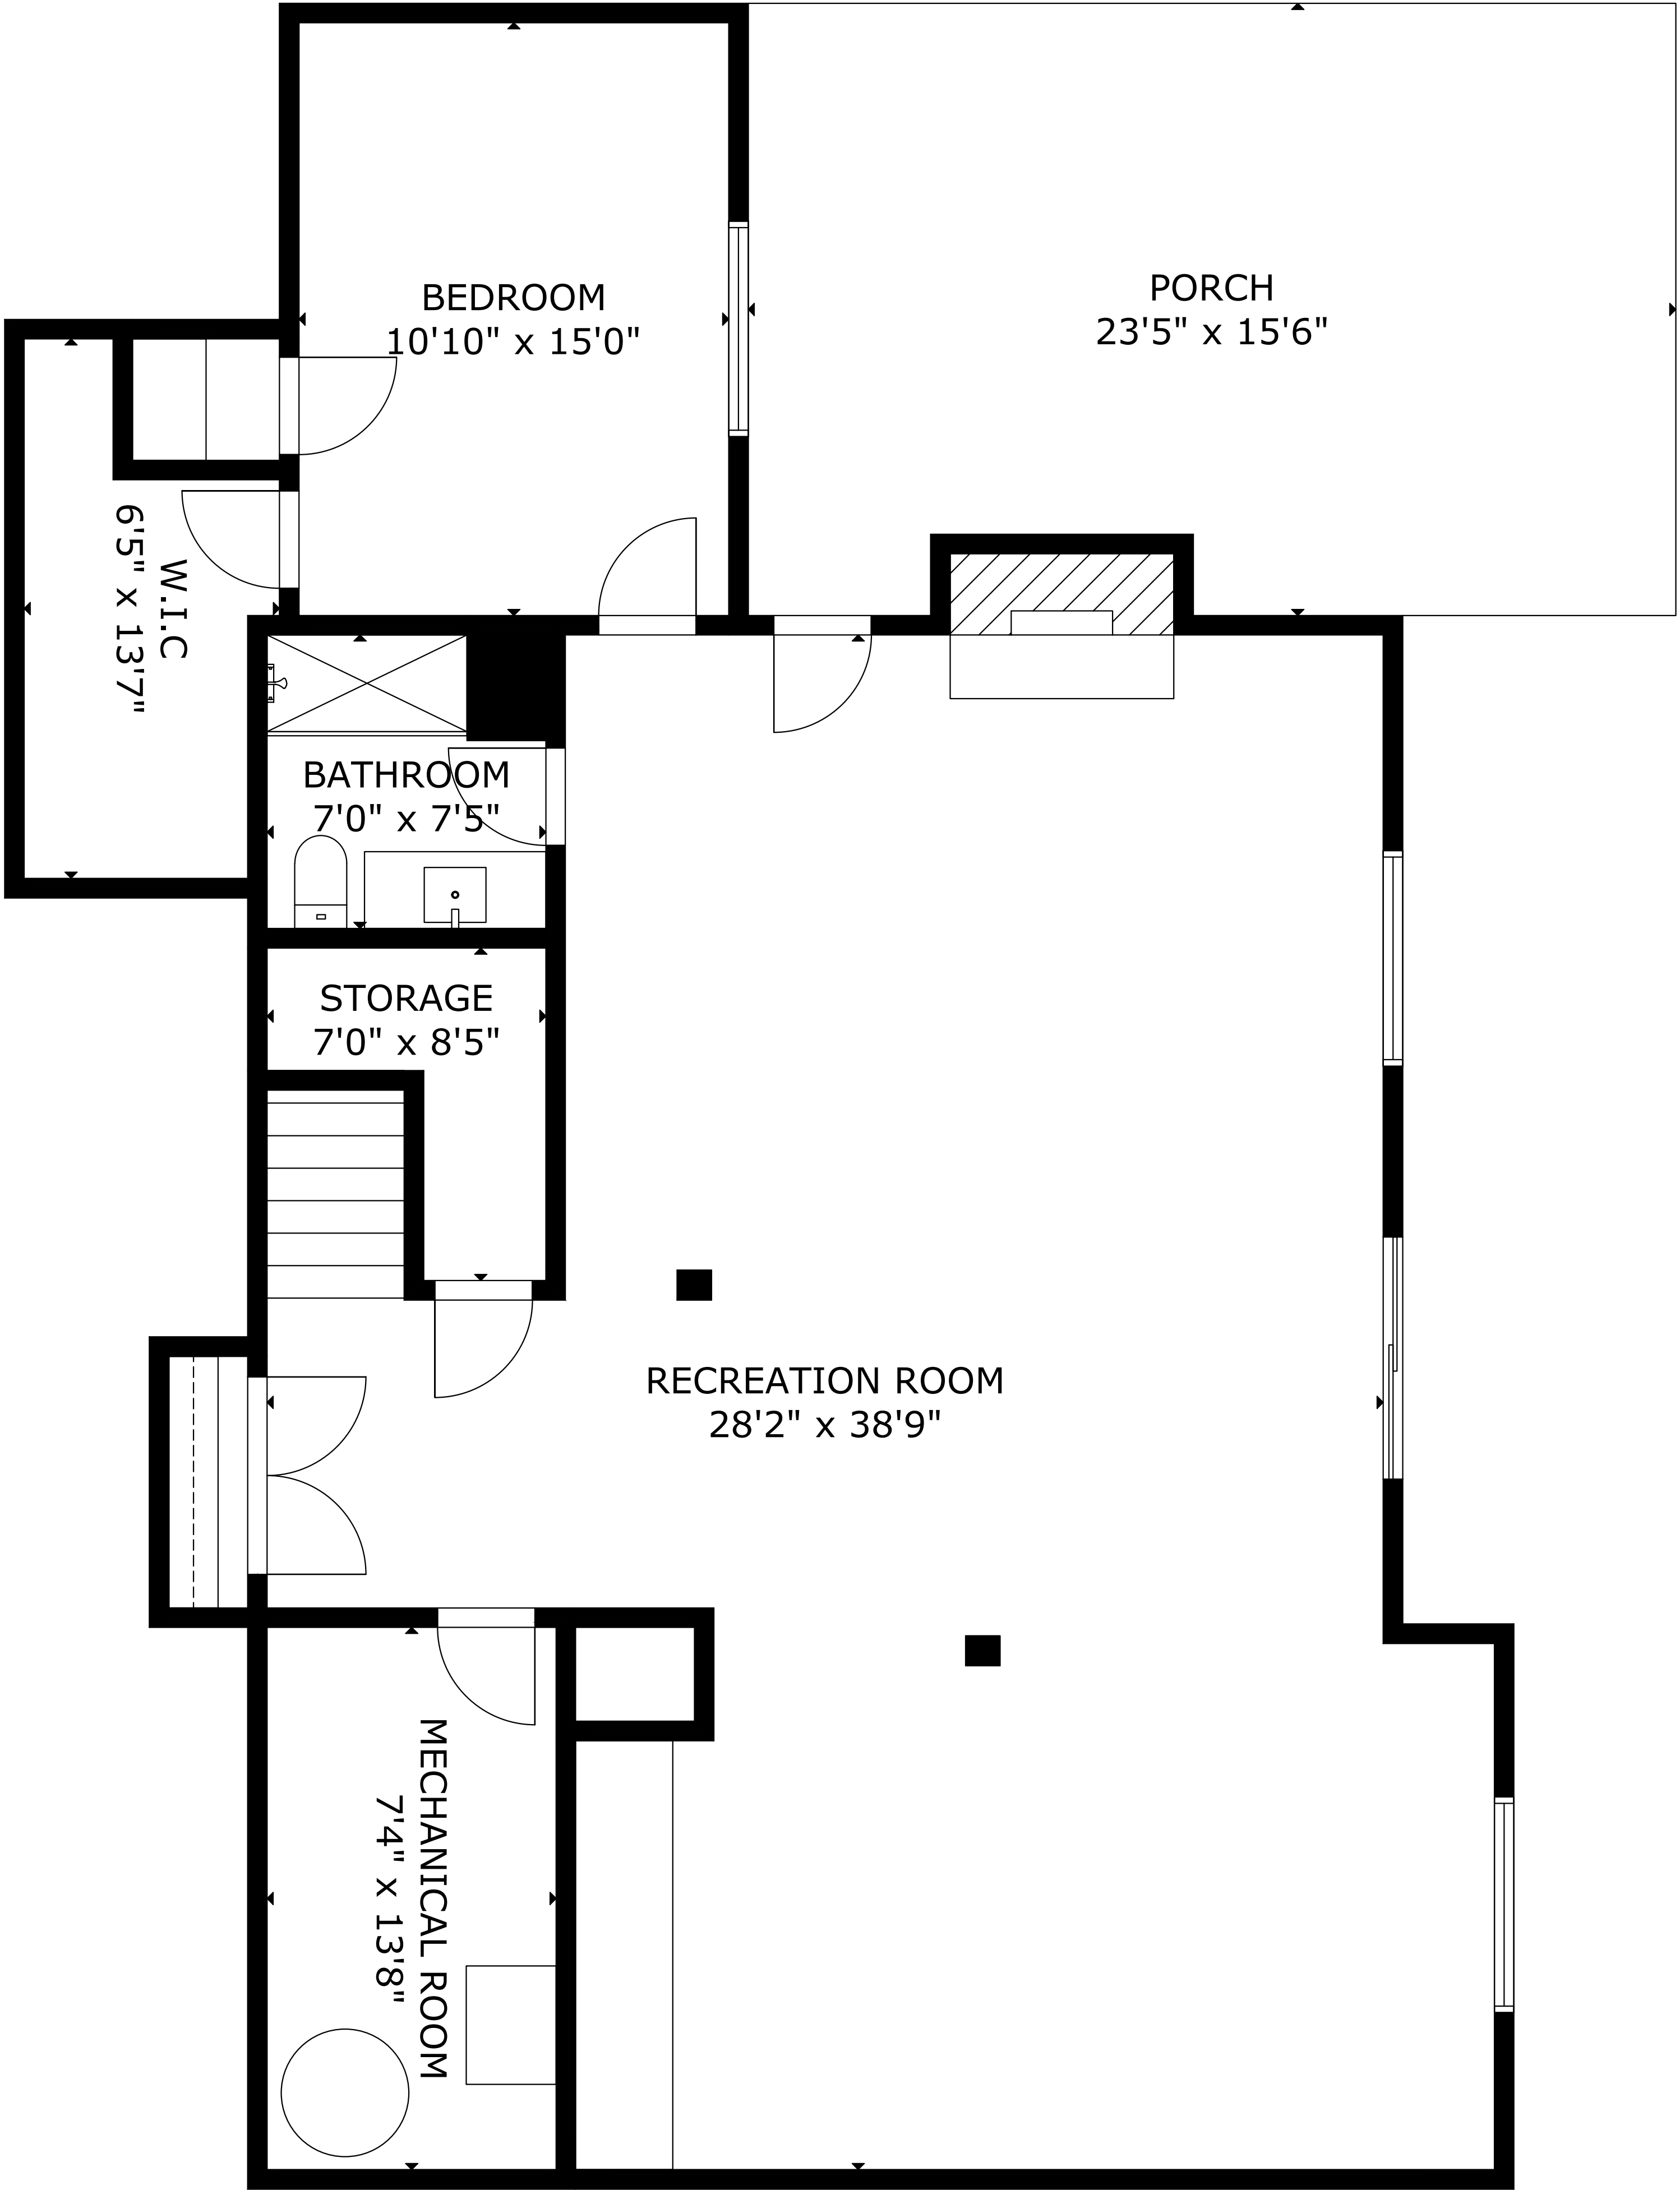 BEDROOM
10'10" x 15'0"
PORCH
23'5" x 15'6"
W.I.C
6'5" x 13'7"
BATHROOM
7'0" x 7'5"
STORAGE
7'0" x 8'5"
RECREATION ROOM
28'2" x 38'9"
MECHANICAL ROOM
7'4" x 13'8"